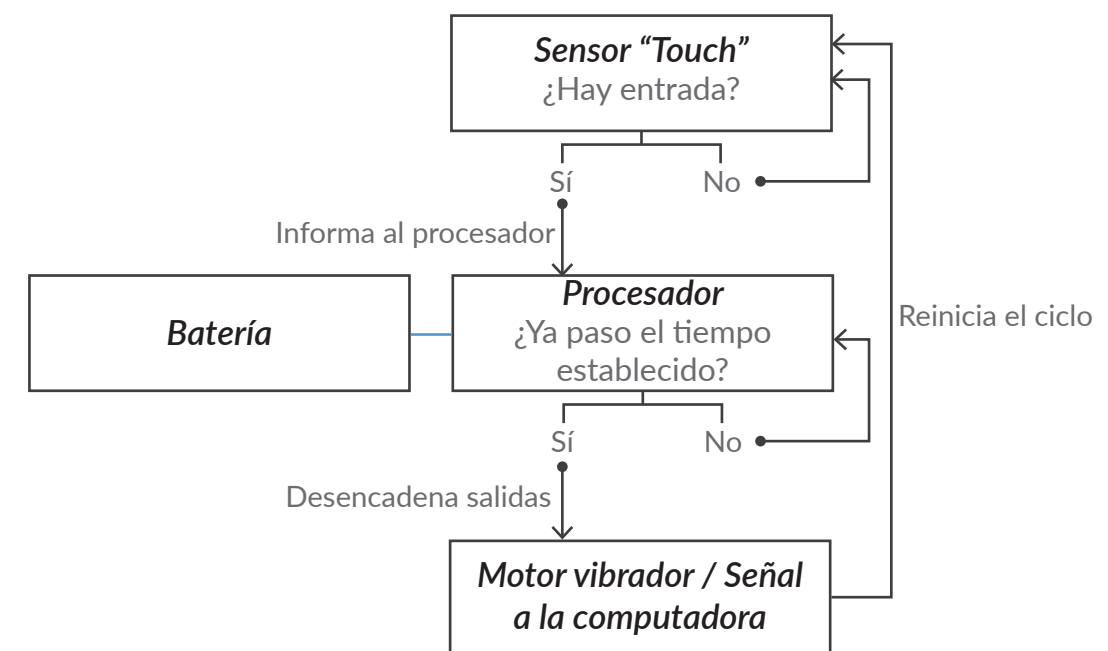 Sensor “Touch”
¿Hay entrada?
Sí
No
Informa al procesador
Batería
Procesador
¿Ya paso el tiempo
establecido?
Reinicia el ciclo
Sí
No
Desencadena salidas
Motor vibrador / Señal
a la computadora